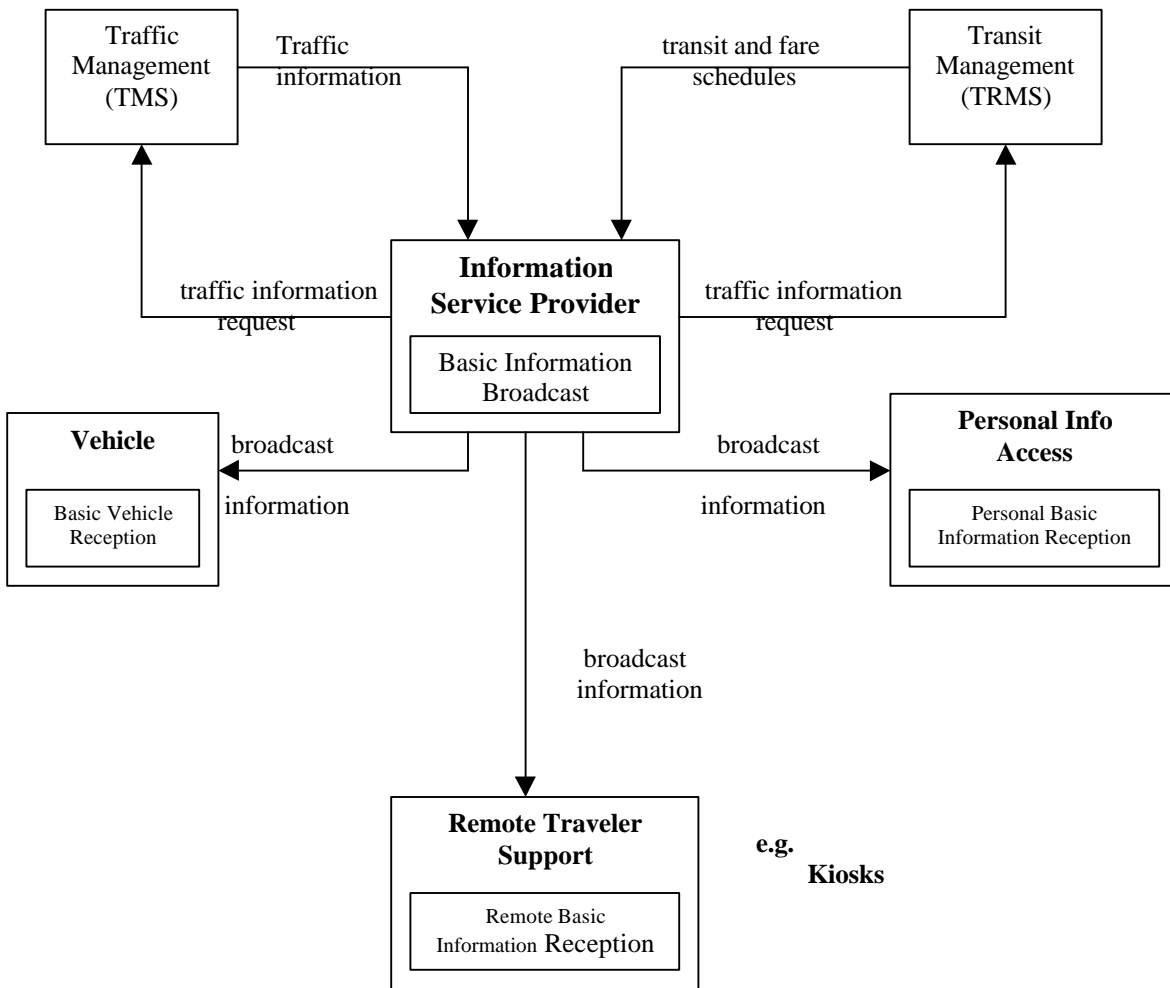 Traffic
Management
(TMS)
Traffic
information
transit and fare
schedules
Transit
Management
(TRMS)
Information
Service Provider
traffic information
request
traffic information
request
Basic Information
Broadcast
Vehicle
Basic Vehicle
Reception
broadcast
information
broadcast
information
Personal Info
Access
Personal Basic
Information Reception
broadcast
information
Remote Traveler
Support
Remote Basic
Information Reception
e.g.
Kiosks